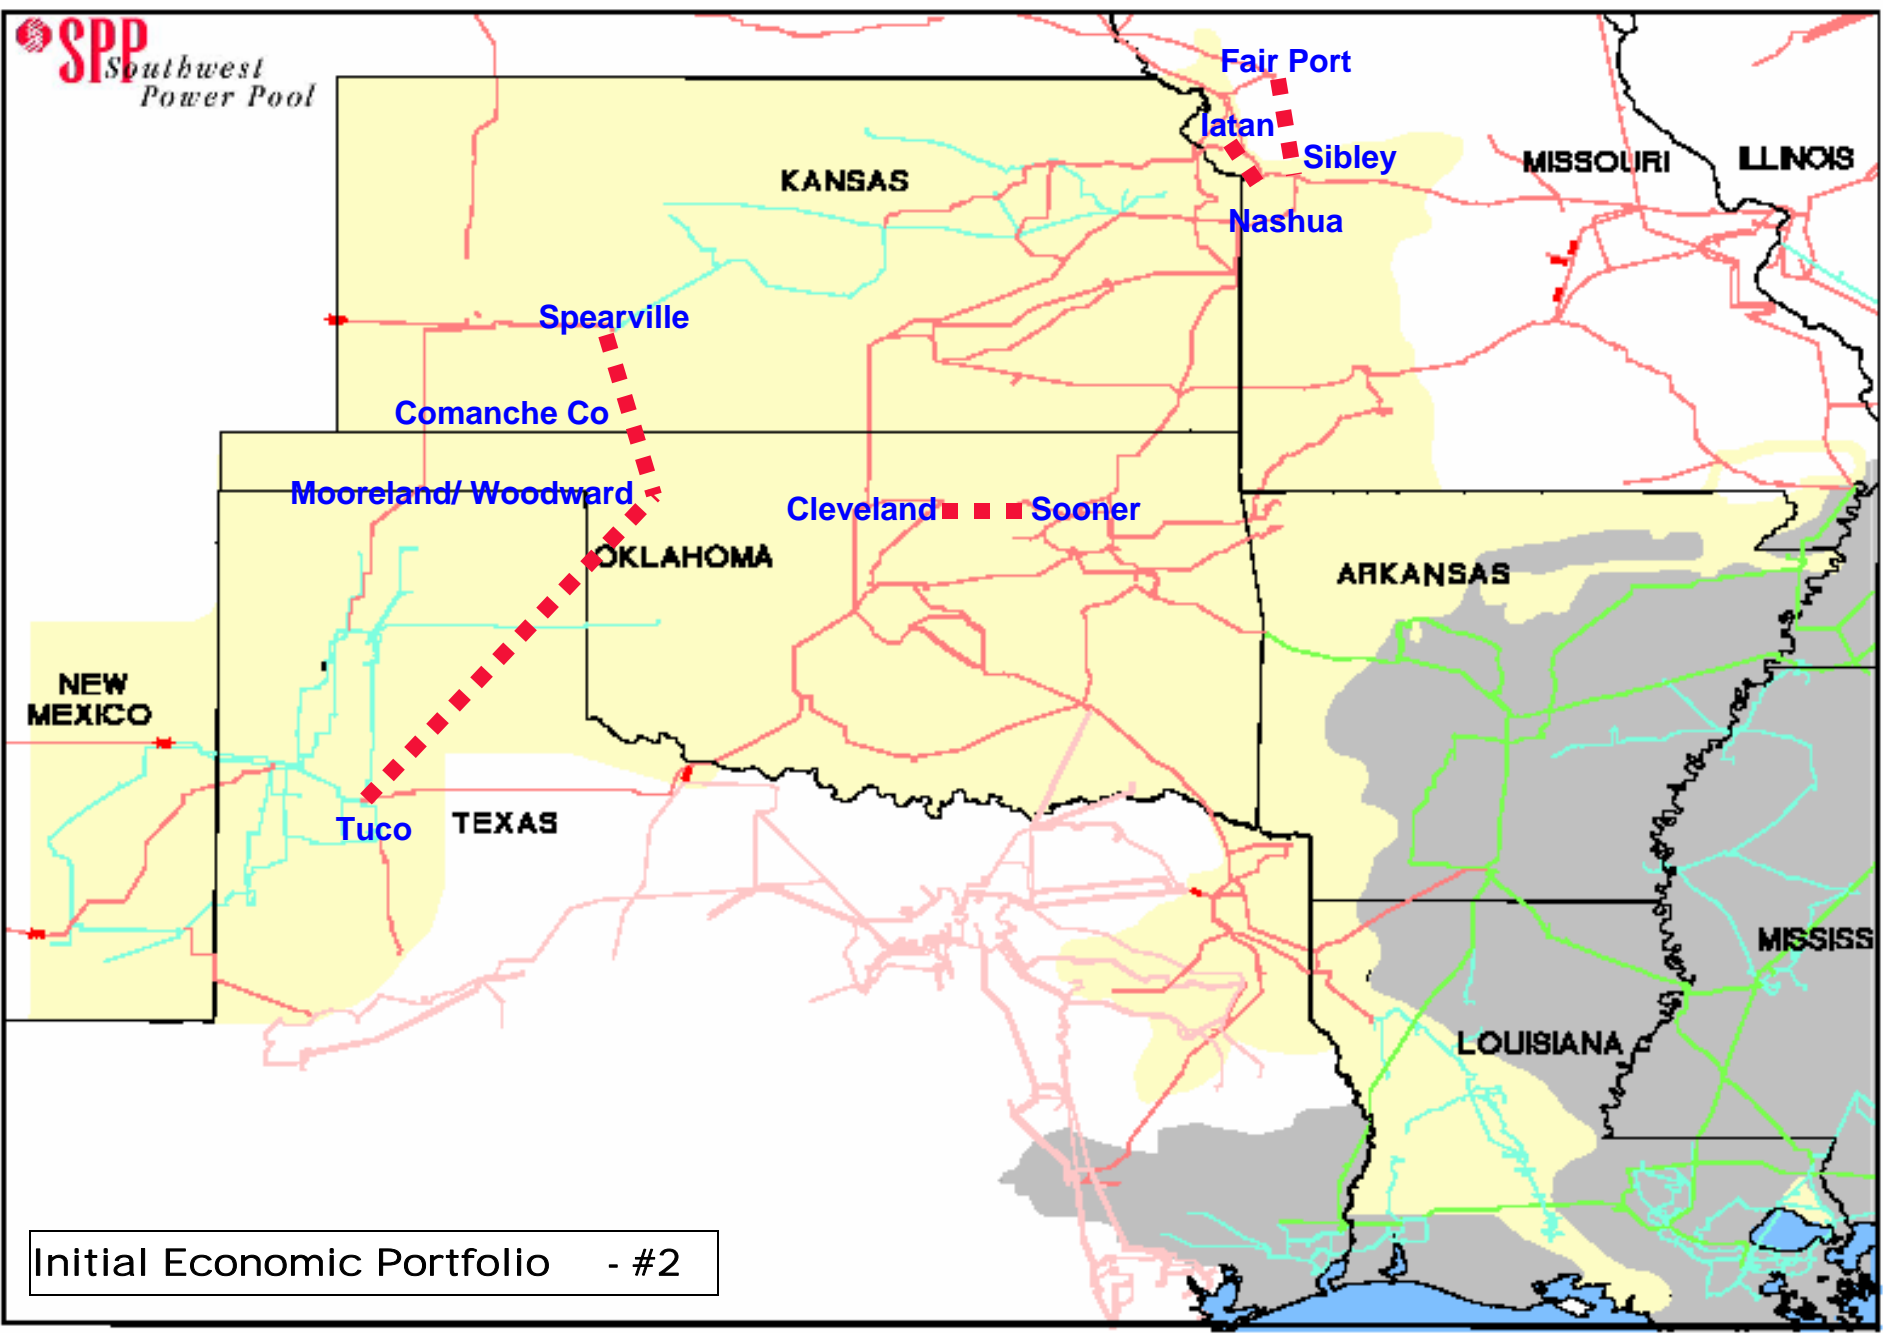 SPP
Southwest
Power Pool
Fair Port
Iatan
Sibley
MISSOURI
ILLINOIS
KANSAS
Nashua
Spearville
Comanche Co
Mooreland/ Woodward
Cleveland
Sooner
OKLAHOMA
ARKANSAS
NEW
MEXICO
Tuco
TEXAS
MISSISS
LOUISIANA
Initial Economic Portfolio - #2